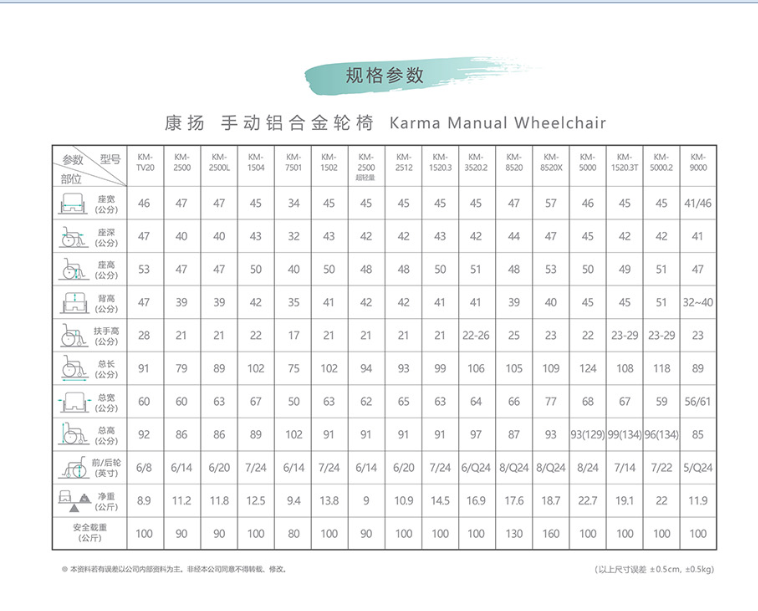 规格参数
康扬 手动铝合金轮椅 Karma Manual Wheelchair
参数 型号 部位 KM-TV20 KM-2500 KM-2500L KM-1504 KM-7501 KM-1502 KM-2500 超轻量 KM-2512 KM-1520.3 KM-3520.2 KM-8520 KM-8520X KM-5000 KM-1520.3T KM-5000.2 KM-9000
座宽 (公分) 46 47 47 45 34 45 45 45 45 45 47 57 46 45 45 41/46
座深 (公分) 47 40 40 43 32 43 42 42 43 42 44 47 45 42 42 41
座高 (公分) 53 47 47 50 40 50 48 48 50 51 48 53 50 49 51 47
背高 (公分) 47 39 39 42 35 41 42 42 41 41 39 40 45 45 51 32~40
扶手高 (公分) 28 21 21 22 17 21 21 21 21 22-26 25 23 22 23-29 23-29 23
总长 (公分) 91 79 89 102 75 102 94 93 99 106 105 109 124 108 118 89
总宽 (公分) 60 60 63 67 50 63 62 65 63 64 66 77 68 67 59 56/61
总高 (公分) 92 86 86 89 102 91 91 91 91 97 87 93 93(129) 99(134) 96(134) 85
前/后轮 (英寸) 6/8 6/14 6/20 7/24 6/14 7/24 6/14 6/20 7/24 6/Q24 8/Q24 8/Q24 8/24 7/14 7/22 5/Q24
净重 (公斤) 8.9 11.2 11.8 12.5 9.4 13.8 9 10.9 14.5 16.9 17.6 18.7 22.7 19.1 22 11.9
安全载重 (公斤) 100 90 90 100 80 100 90 100 100 100 130 160 100 100 100 100
※ 本资料若有误差以公司内部资料为主。非经本公司同意不得转载、修改。
(以上尺寸误差 ±0.5cm, ±0.5kg)